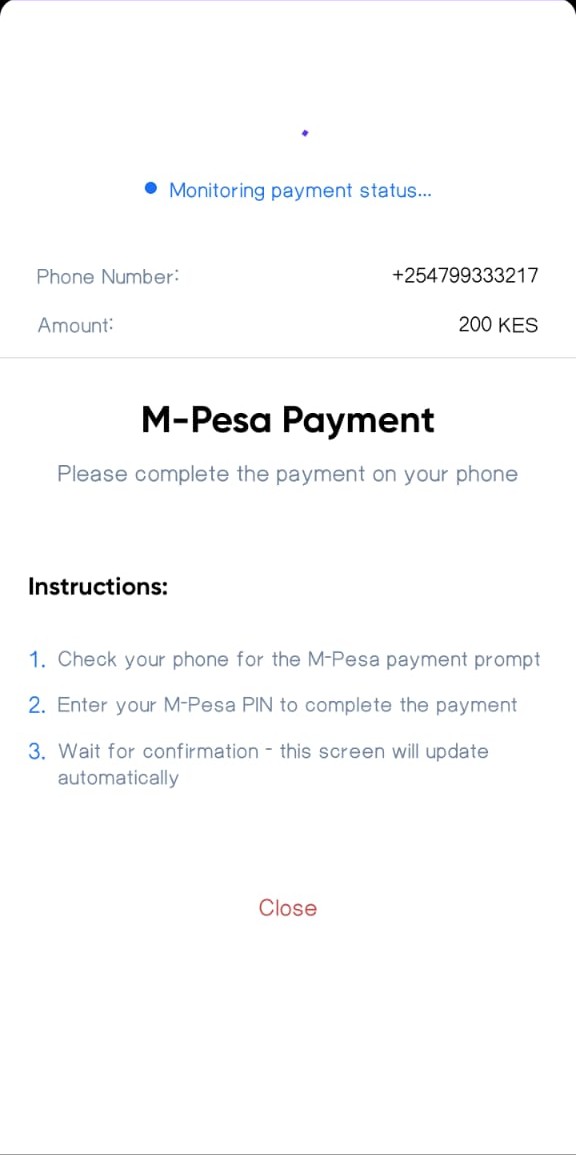 Monitoring payment status...
Phone Number: +254799333217
Amount: 200 KES
M-Pesa Payment
Please complete the payment on your phone
Instructions:
1. Check your phone for the M-Pesa payment prompt
2. Enter your M-Pesa PIN to complete the payment
3. Wait for confirmation - this screen will update
automatically
Close